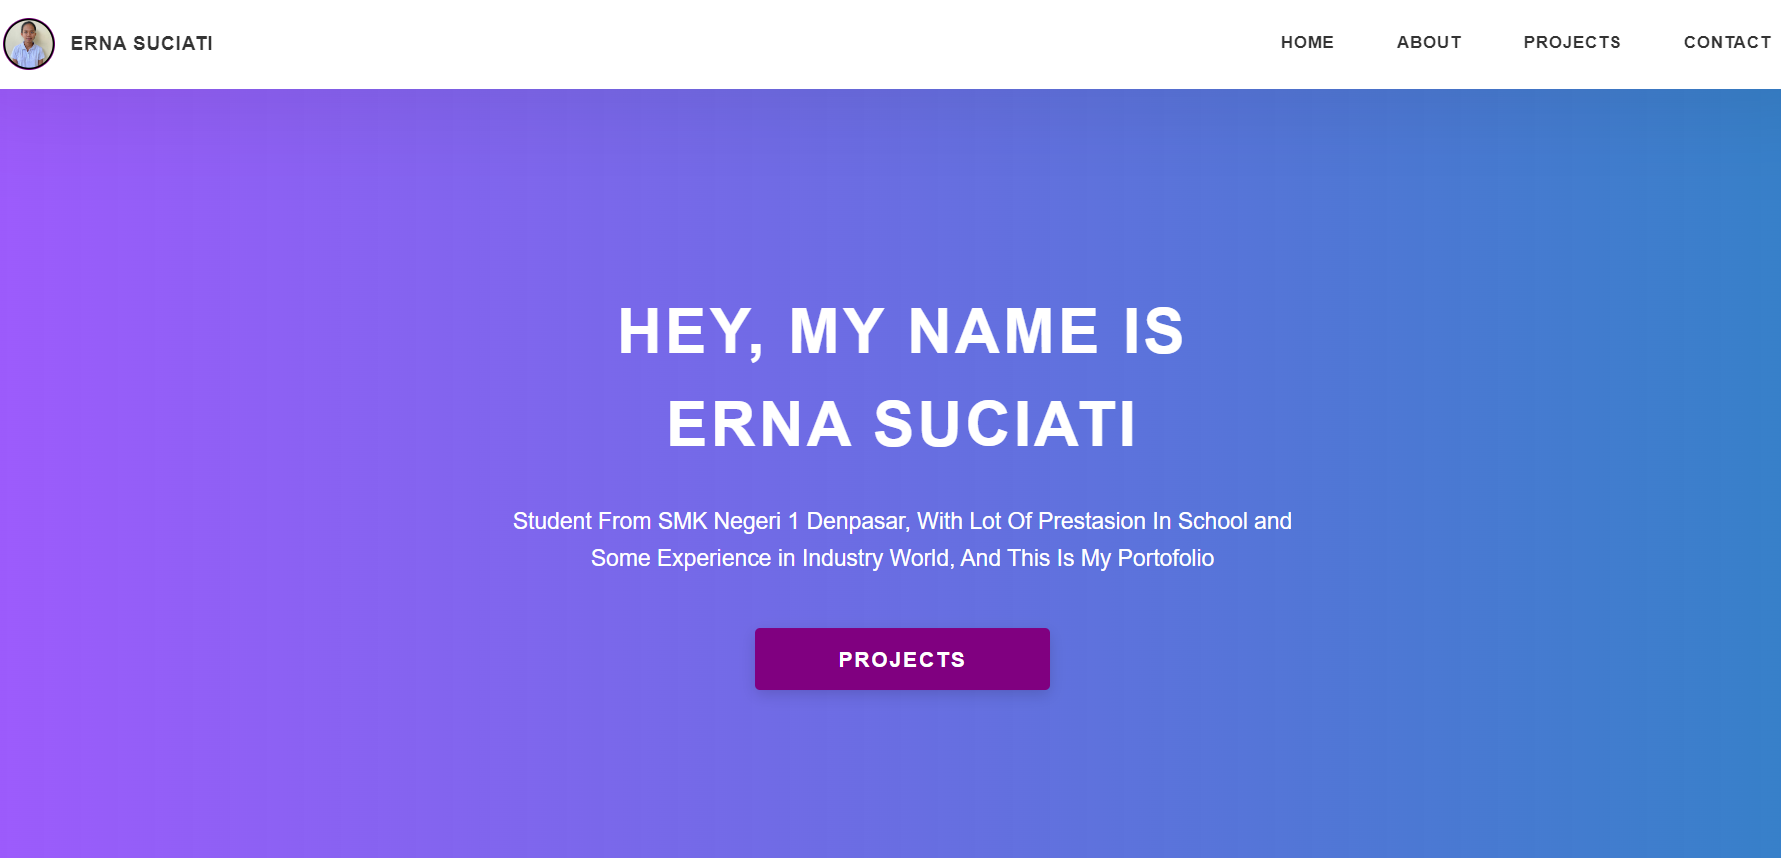 ERNA SUCIATI
HOME
ABOUT
PROJECTS
CONTACT
HEY, MY NAME IS
ERNA SUCIATI
Student From SMK Negeri 1 Denpasar, With Lot Of Prestasion In School and
Some Experience in Industry World, And This Is My Portofolio
PROJECTS